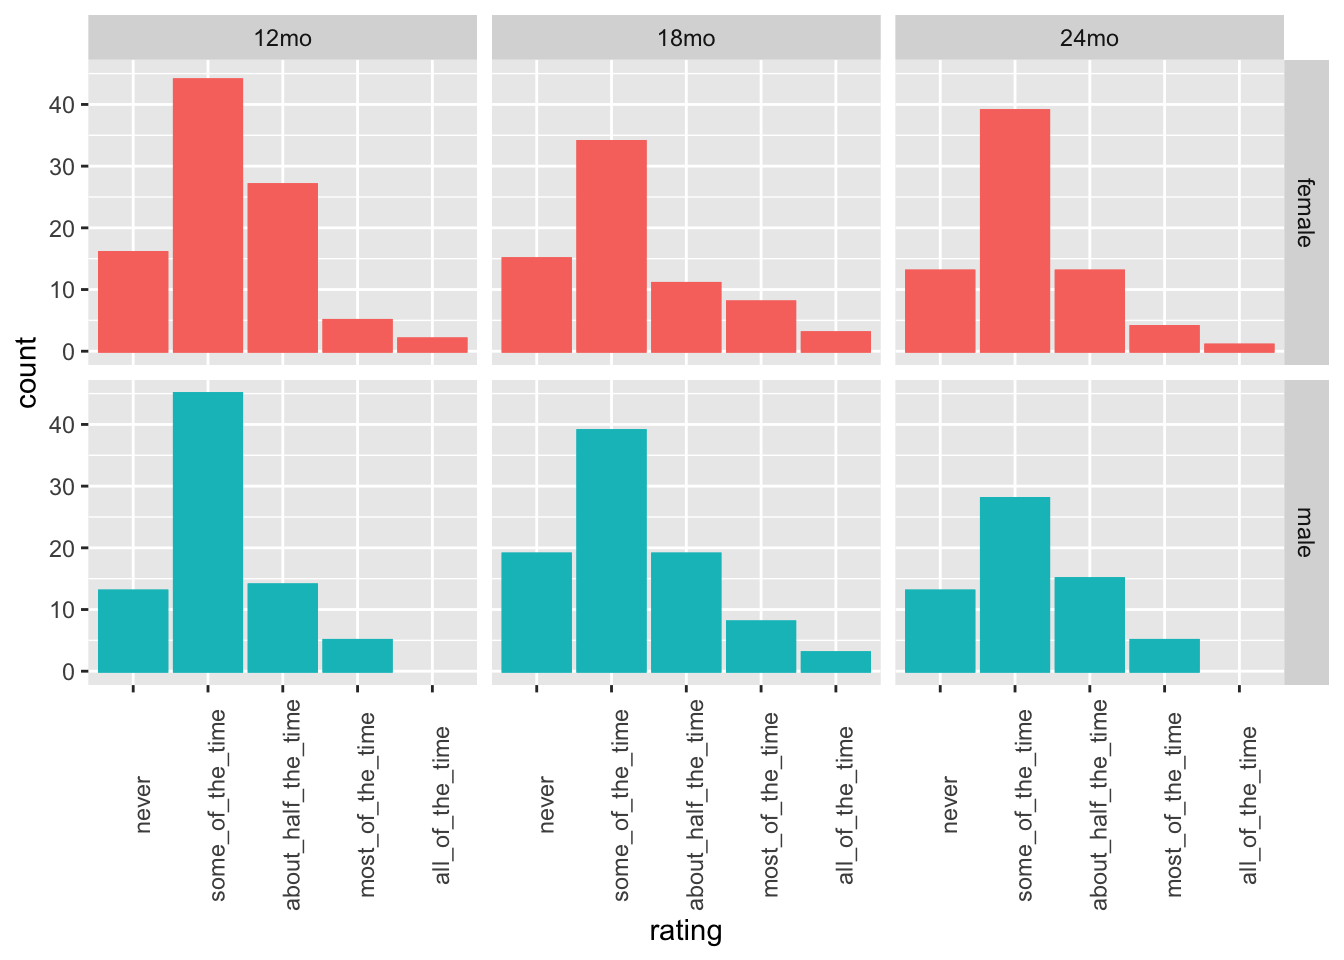 12mo
18mo
24mo
40
30
20
10
0
female
40
30
20
10
0
male
count
never
some_of_the_time
about_half_the_time
most_of_the_time
all_of_the_time
never
some_of_the_time
about_half_the_time
most_of_the_time
all_of_the_time
never
some_of_the_time
about_half_the_time
most_of_the_time
all_of_the_time
rating